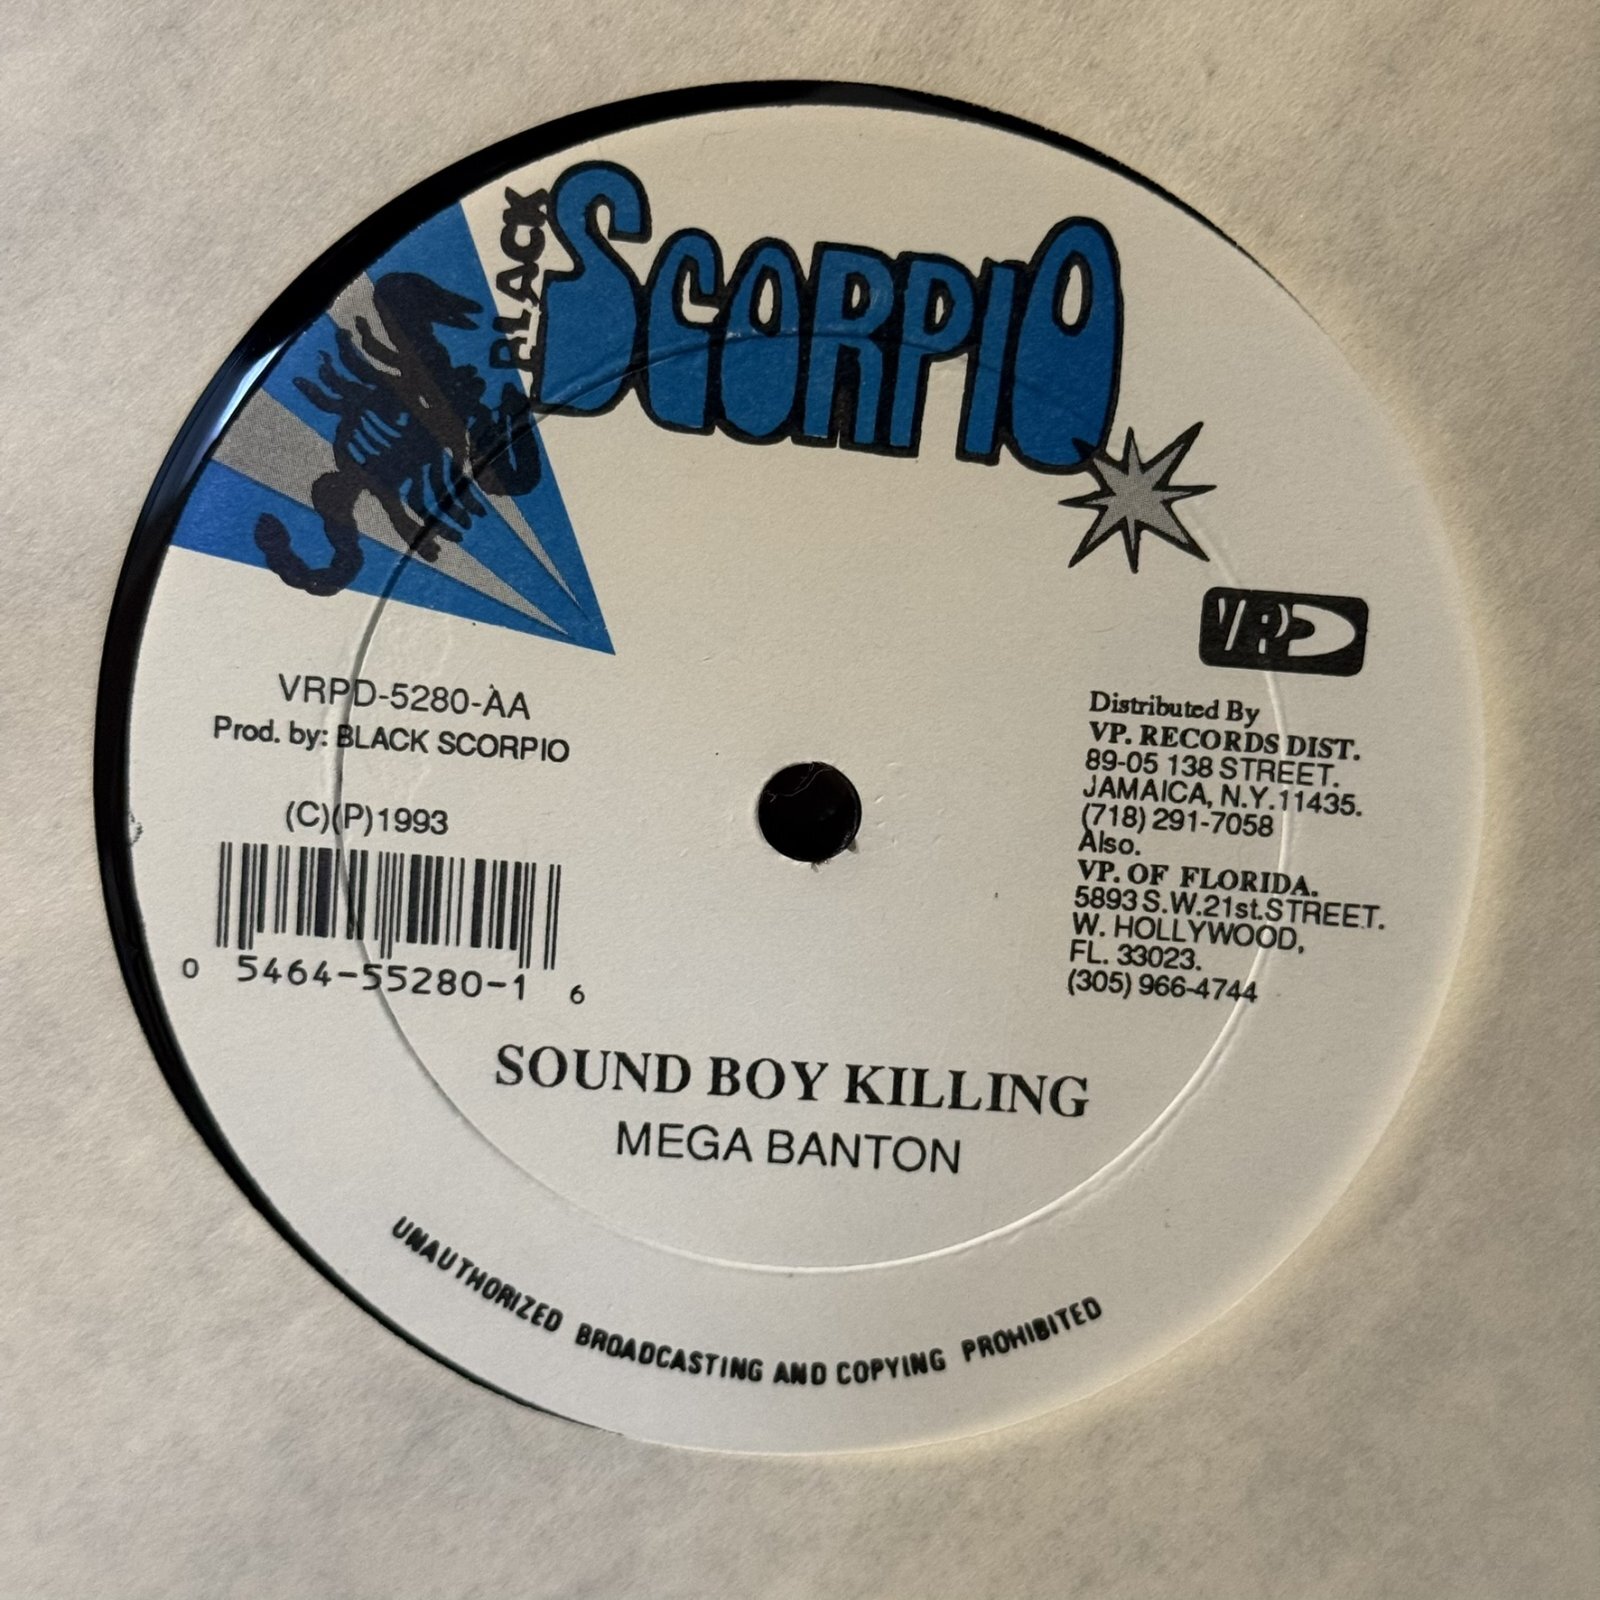 BLACK
SCORPIO
VPD
VRPD-5280-AA
Prod. by: BLACK SCORPIO
(C)(P)1993
0 5464-55280-1 6
Distributed By
VP. RECORDS DIST.
89-05 138 STREET.
JAMAICA, N.Y.11435.
(718) 291-7058
Also.
VP. OF FLORIDA.
5893 S.W.21st.STREET.
W. HOLLYWOOD,
FL. 33023.
(305) 966-4744
SOUND BOY KILLING
MEGA BANTON
UNAUTHORIZED BROADCASTING AND COPYING PROHIBITED